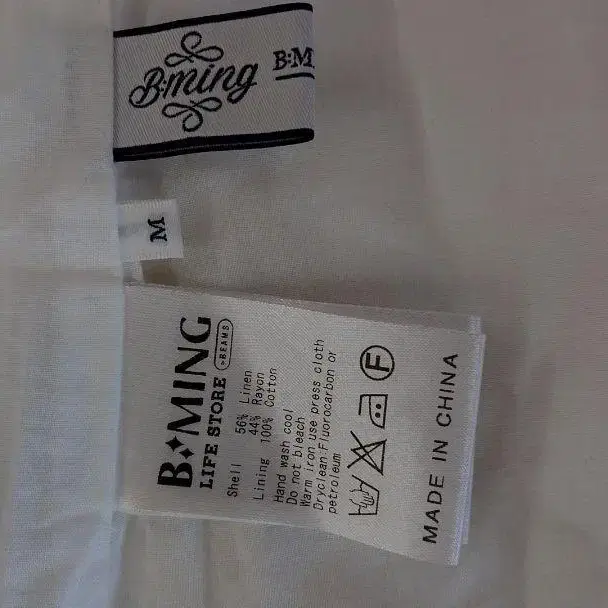 B:ming
B:M
M
B✦MING
LIFE STORE
BEAMS
Shell 56% Linen
44% Rayon
Lining 100% Cotton
Hand wash cool
Do not bleach
Warm iron use press cloth
Dryclean:Fluorocarbon or
petroleum
F
MADE IN CHINA